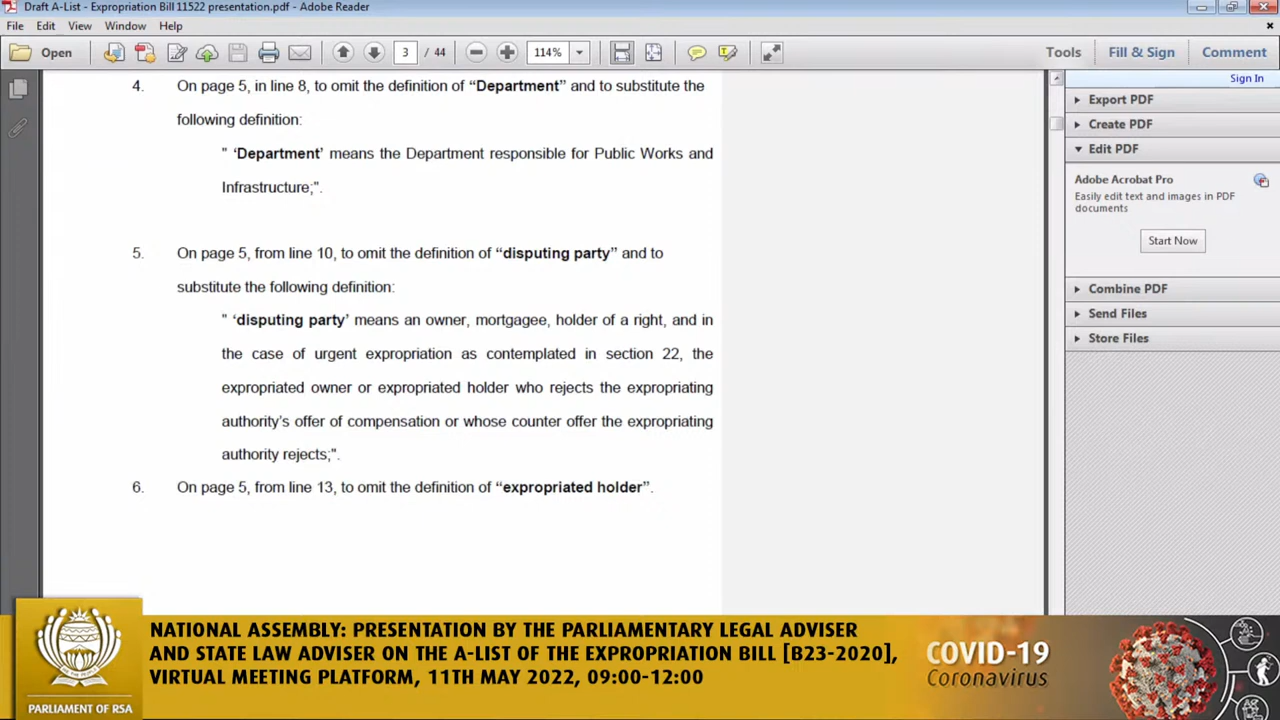 Draft A-List - Expropriation Bill 11522 presentation.pdf - Adobe Reader
File Edit View Window Help
Open 3 / 44 114% Tools Fill & Sign Comment
Sign In
Export PDF
Create PDF
Edit PDF
Adobe Acrobat Pro
Easily edit text and images in PDF
documents
Start Now
Combine PDF
Send Files
Store Files
4. On page 5, in line 8, to omit the definition of “Department” and to substitute the
following definition:
" ‘Department’ means the Department responsible for Public Works and
Infrastructure;".
5. On page 5, from line 10, to omit the definition of “disputing party” and to
substitute the following definition:
" ‘disputing party’ means an owner, mortgagee, holder of a right, and in
the case of urgent expropriation as contemplated in section 22, the
expropriated owner or expropriated holder who rejects the expropriating
authority’s offer of compensation or whose counter offer the expropriating
authority rejects;".
6. On page 5, from line 13, to omit the definition of “expropriated holder”.
NATIONAL ASSEMBLY: PRESENTATION BY THE PARLIAMENTARY LEGAL ADVISER
AND STATE LAW ADVISER ON THE A-LIST OF THE EXPROPRIATION BILL [B23-2020],
VIRTUAL MEETING PLATFORM, 11TH MAY 2022, 09:00-12:00
PARLIAMENT OF RSA
COVID-19
Coronavirus